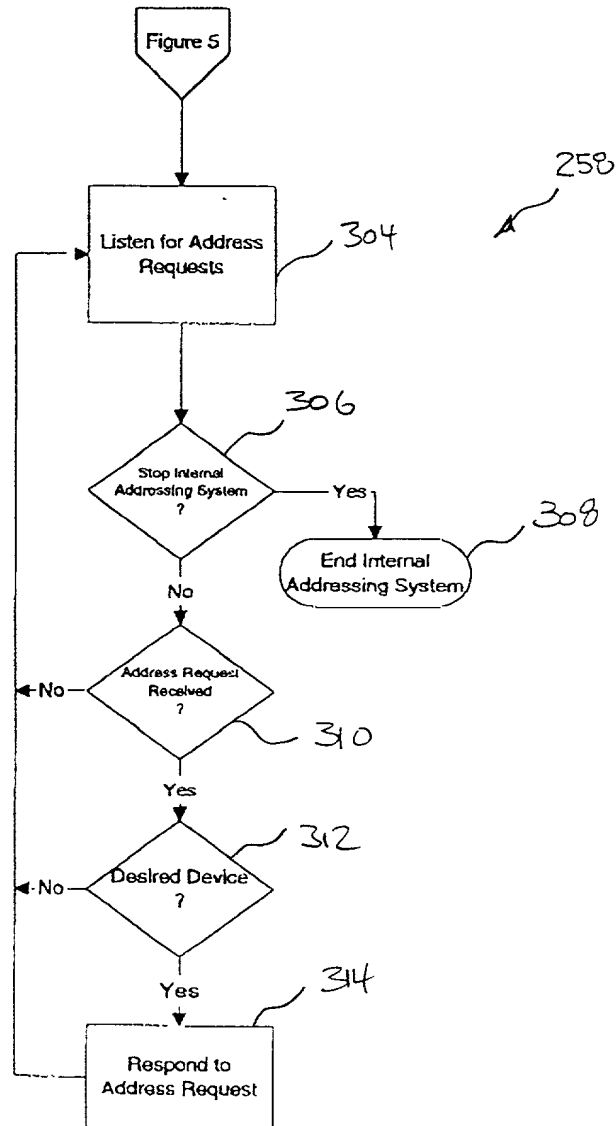 Figure 5
258
Listen for Address
Requests
304
306
Stop Internal
Addressing System
?
Yes
308
End Internal
Addressing System
No
Address Request
Received
?
No
310
Yes
312
Desired Device
?
No
Yes
314
Respond to
Address Request